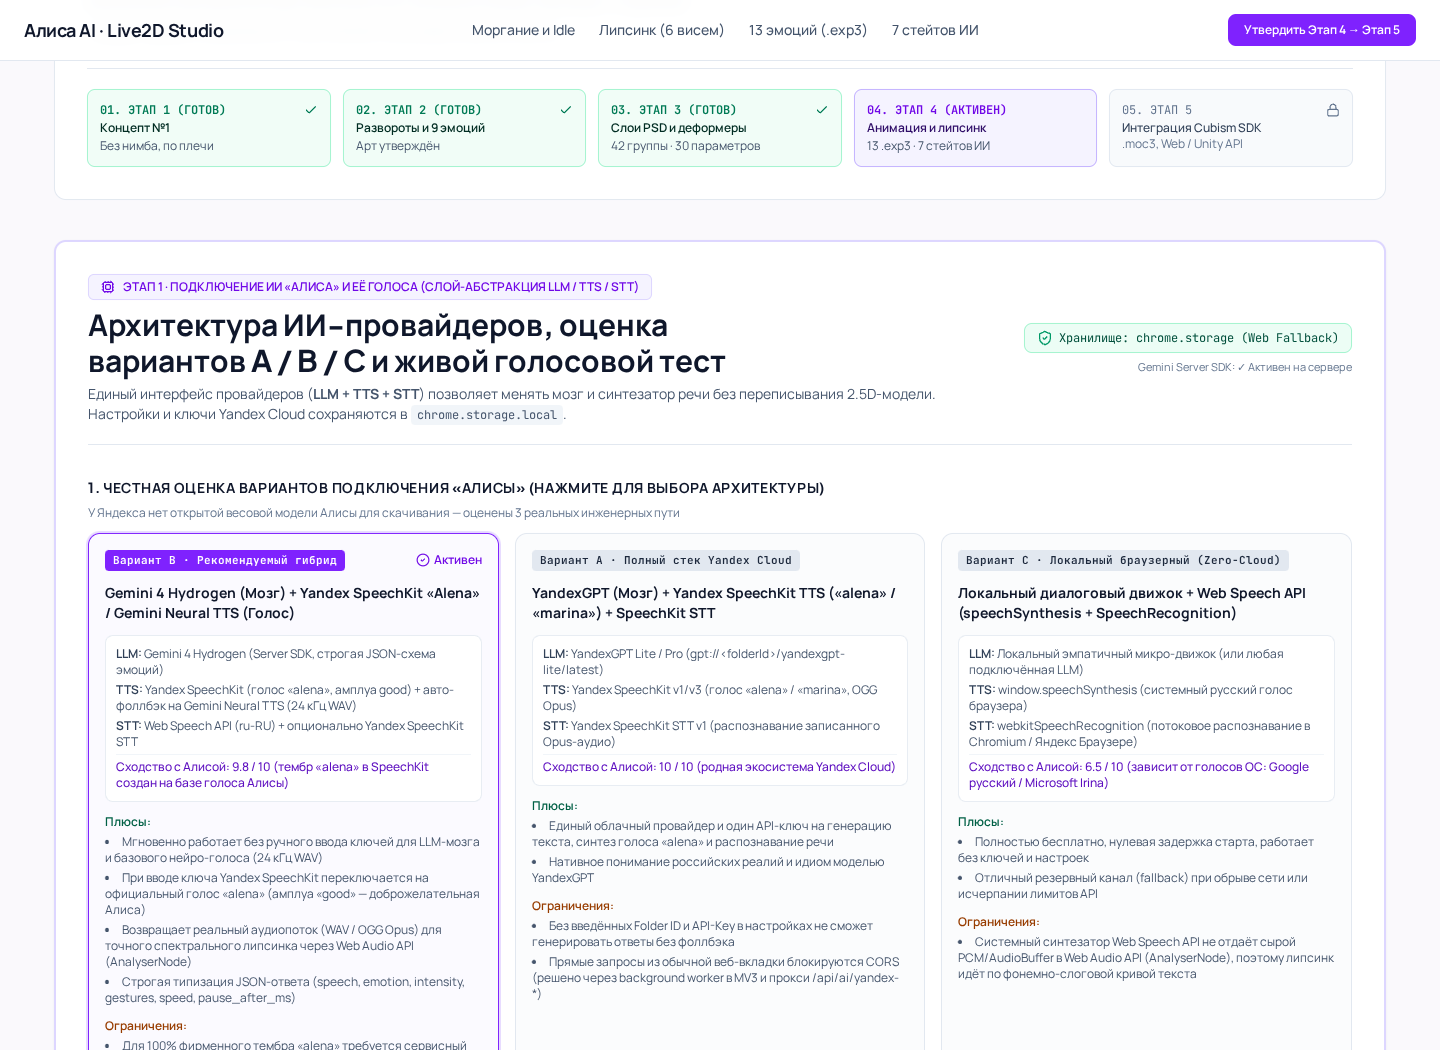 Алиса AI · Live2D Studio
Моргание и Idle
Липсинк (6 висем)
13 эмоций (.exp3)
7 стейтов ИИ
Утвердить Этап 4 → Этап 5
01. ЭТАП 1 (ГОТОВ)
Концепт №1
Без нимба, по плечи
02. ЭТАП 2 (ГОТОВ)
Развороты и 9 эмоций
Арт утверждён
03. ЭТАП 3 (ГОТОВ)
Слои PSD и деформеры
42 группы · 30 параметров
04. ЭТАП 4 (АКТИВЕН)
Анимация и липсинк
13 .exp3 · 7 стейтов ИИ
05. ЭТАП 5
Интеграция Cubism SDK
.moc3, Web / Unity API
ЭТАП 1 · ПОДКЛЮЧЕНИЕ ИИ «АЛИСА» И ЕЁ ГОЛОСА (СЛОЙ-АБСТРАКЦИЯ LLM / TTS / STT)
Архитектура ИИ-провайдеров, оценка
вариантов A / B / C и живой голосовой тест
Единый интерфейс провайдеров (LLM + TTS + STT) позволяет менять мозг и синтезатор речи без переписывания 2.5D-модели.
Настройки и ключи Yandex Cloud сохраняются в chrome.storage.local.
Хранилище: chrome.storage (Web Fallback)
Gemini Server SDK: ✓ Активен на сервере
1. ЧЕСТНАЯ ОЦЕНКА ВАРИАНТОВ ПОДКЛЮЧЕНИЯ «АЛИСЫ» (НАЖМИТЕ ДЛЯ ВЫБОРА АРХИТЕКТУРЫ)
У Яндекса нет открытой весовой модели Алисы для скачивания — оценены 3 реальных инженерных пути
Вариант B · Рекомендуемый гибрид
Активен
Gemini 4 Hydrogen (Мозг) + Yandex SpeechKit «Alena»
/ Gemini Neural TTS (Голос)
LLM: Gemini 4 Hydrogen (Server SDK, строгая JSON-схема
эмоций)
TTS: Yandex SpeechKit (голос «alena», амплуа good) + авто-
фоллбэк на Gemini Neural TTS (24 кГц WAV)
STT: Web Speech API (ru-RU) + опционально Yandex SpeechKit
STT
Сходство с Алисой: 9.8 / 10 (тембр «alena» в SpeechKit
создан на базе голоса Алисы)
Плюсы:
• Мгновенно работает без ручного ввода ключей для LLM-мозга
и базового нейро-голоса (24 кГц WAV)
• При вводе ключа Yandex SpeechKit переключается на
официальный голос «alena» (амплуа «good» — доброжелательная
Алиса)
• Возвращает реальный аудиопоток (WAV / OGG Opus) для
точного спектрального липсинка через Web Audio API
(AnalyserNode)
• Строгая типизация JSON-ответа (speech, emotion, intensity,
gestures, speed, pause_after_ms)
Ограничения:
• Для 100% фирменного тембра «alena» требуется сервисный
Вариант A · Полный стек Yandex Cloud
YandexGPT (Мозг) + Yandex SpeechKit TTS («alena» /
«marina») + SpeechKit STT
LLM: YandexGPT Lite / Pro (gpt://<folderId>/yandexgpt-
lite/latest)
TTS: Yandex SpeechKit v1/v3 (голос «alena» / «marina», OGG
Opus)
STT: Yandex SpeechKit STT v1 (распознавание записанного
Opus-аудио)
Сходство с Алисой: 10 / 10 (родная экосистема Yandex Cloud)
Плюсы:
• Единый облачный провайдер и один API-ключ на генерацию
текста, синтез голоса «alena» и распознавание речи
• Нативное понимание российских реалий и идиом моделью
YandexGPT
Ограничения:
• Без введённых Folder ID и API-Key в настройках не сможет
генерировать ответы без фоллбэка
• Прямые запросы из обычной веб-вкладки блокируются CORS
(решено через background worker в MV3 и прокси /api/ai/yandex-
*)
Вариант C · Локальный браузерный (Zero-Cloud)
Локальный диалоговый движок + Web Speech API
(speechSynthesis + SpeechRecognition)
LLM: Локальный эмпатичный микро-движок (или любая
подключённая LLM)
TTS: window.speechSynthesis (системный русский голос
браузера)
STT: webkitSpeechRecognition (потоковое распознавание в
Chromium / Яндекс Браузере)
Сходство с Алисой: 6.5 / 10 (зависит от голосов ОС: Google
русский / Microsoft Irina)
Плюсы:
• Полностью бесплатно, нулевая задержка старта, работает
без ключей и настроек
• Отличный резервный канал (fallback) при обрыве сети или
исчерпании лимитов API
Ограничения:
• Системный синтезатор Web Speech API не отдаёт сырой
PCM/AudioBuffer в Web Audio API (AnalyserNode), поэтому липсинк
идёт по фонемно-слоговой кривой текста